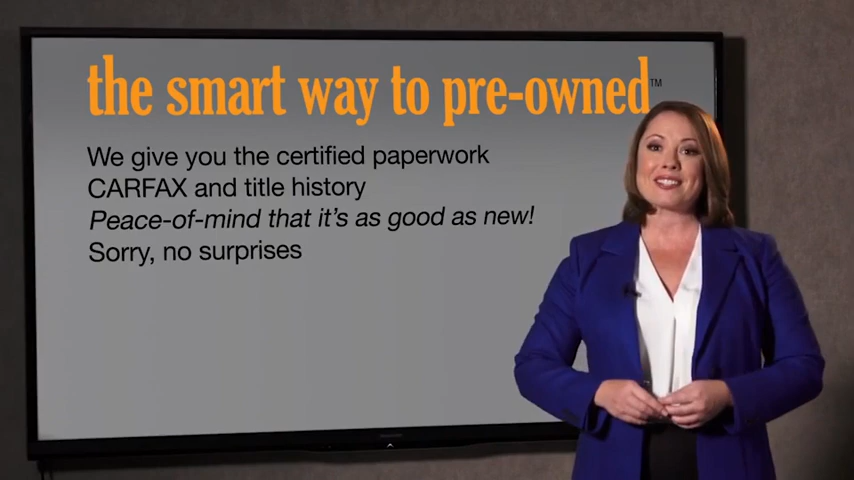 the smart way to pre-owned™
We give you the certified paperwork
CARFAX and title history
Peace-of-mind that it's as good as new!
Sorry, no surprises